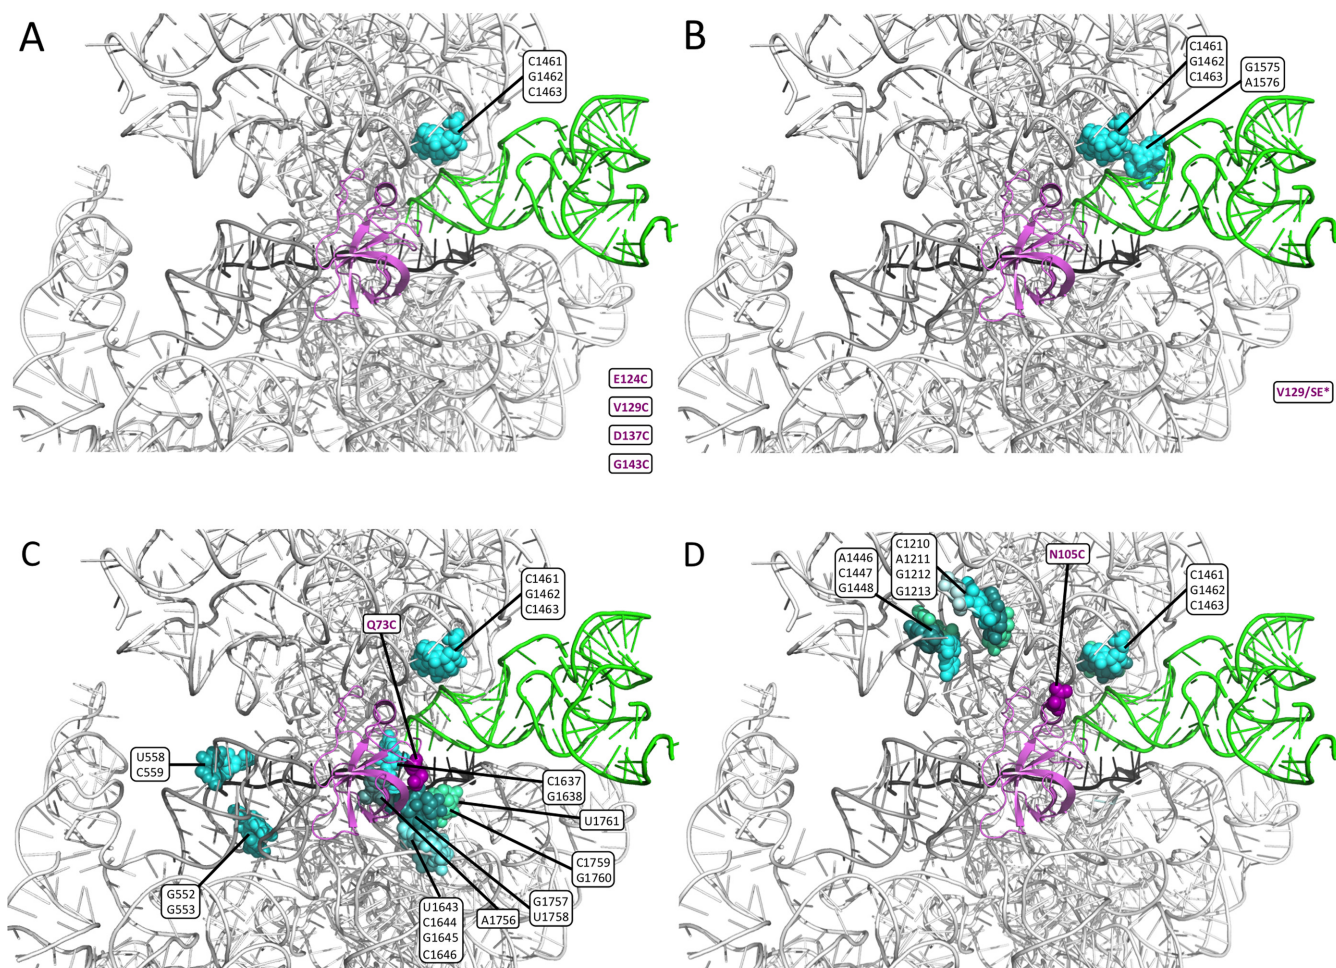 A
C1461
G1462
C1463
E124C
V129C
D137C
G143C
B
C1461
G1462
C1463
G1575
A1576
V129/SE*
C
Q73C
C1461
G1462
C1463
U558
C559
G552
G553
C1637
G1638
U1761
C1759
G1760
G1757
U1758
A1756
U1643
C1644
G1645
C1646
D
A1446
C1447
G1448
C1210
A1211
G1212
G1213
N105C
C1461
G1462
C1463